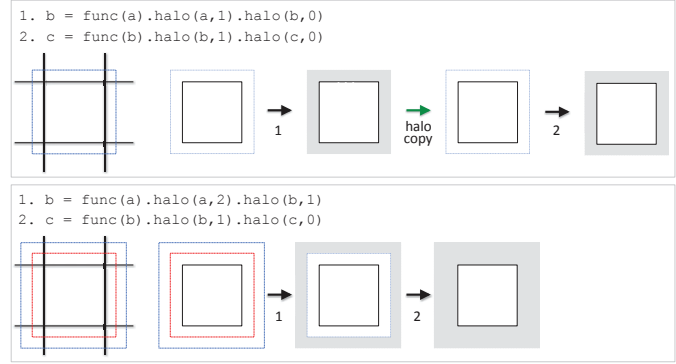 1. b = func(a).halo(a,1).halo(b,0)
2. c = func(b).halo(b,1).halo(c,0)
1
halo
copy
2
1. b = func(a).halo(a,2).halo(b,1)
2. c = func(b).halo(b,1).halo(c,0)
1
2